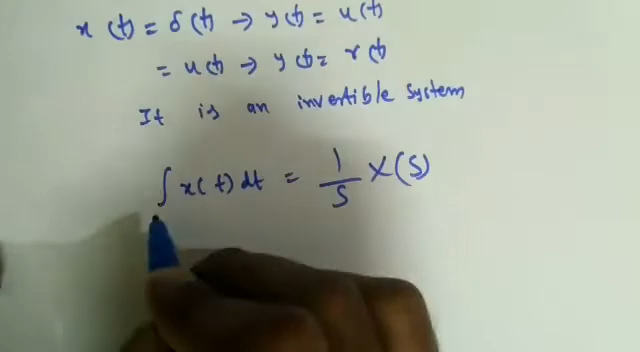 x(t) = δ(t) → y(t) = u(t)
= u(t) → y(t) = r(t)
It is an invertible system
∫ x(t) dt = 1/S X(S)